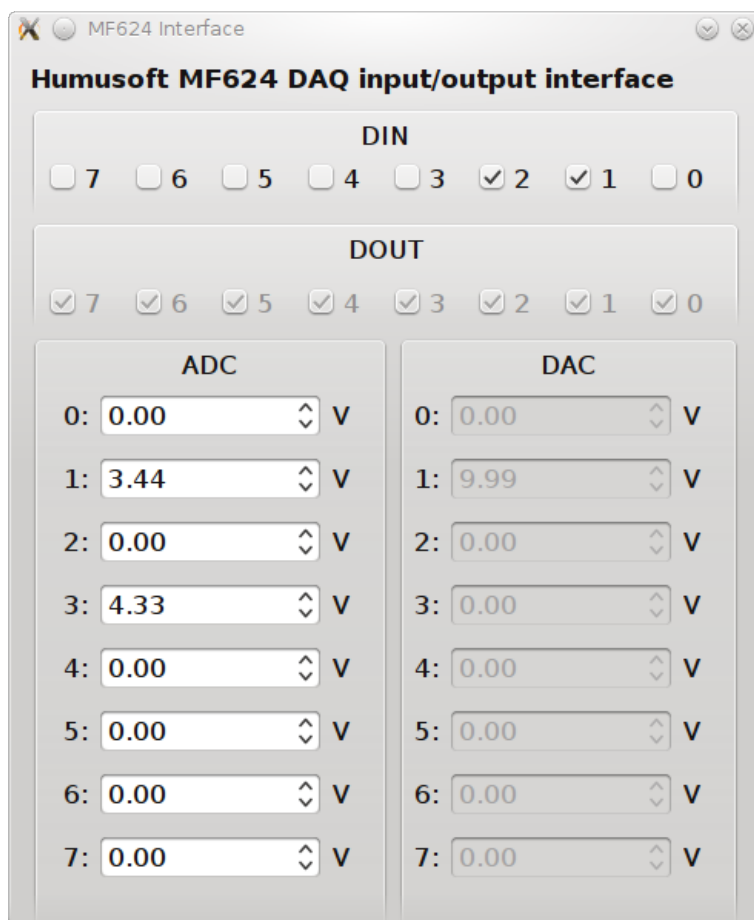 MF624 Interface
Humusoft MF624 DAQ input/output interface
DIN
7 6 5 4 3 2 1 0
DOUT
7 6 5 4 3 2 1 0
ADC
0: 0.00 V
1: 3.44 V
2: 0.00 V
3: 4.33 V
4: 0.00 V
5: 0.00 V
6: 0.00 V
7: 0.00 V
DAC
0: 0.00 V
1: 9.99 V
2: 0.00 V
3: 0.00 V
4: 0.00 V
5: 0.00 V
6: 0.00 V
7: 0.00 V